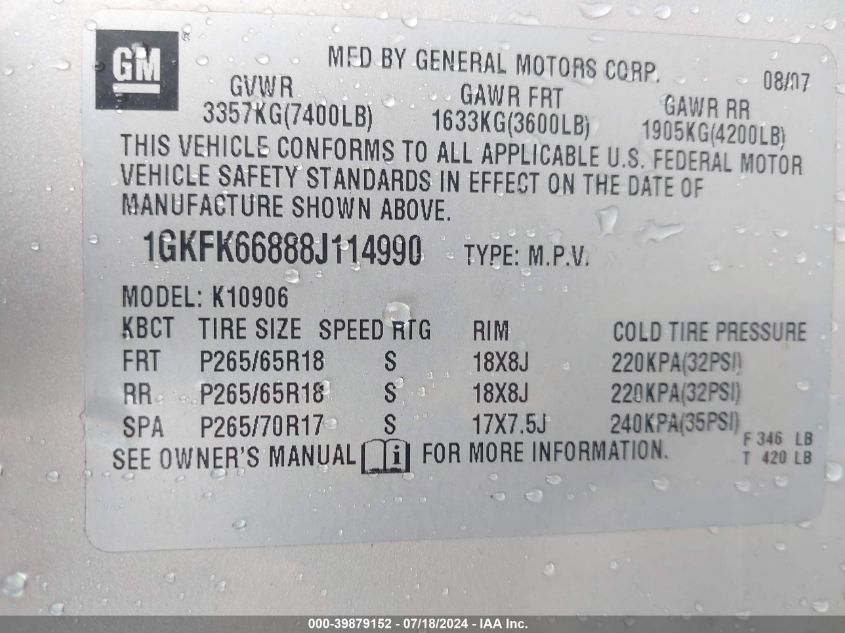 GM
MFD BY GENERAL MOTORS CORP. 08/07
GVWR GAWR FRT GAWR RR
3357KG(7400LB) 1633KG(3600LB) 1905KG(4200LB)
THIS VEHICLE CONFORMS TO ALL APPLICABLE U.S. FEDERAL MOTOR
VEHICLE SAFETY STANDARDS IN EFFECT ON THE DATE OF
MANUFACTURE SHOWN ABOVE.
1GKFK66888J114990 TYPE: M.P.V.
MODEL: K10906
KBCT TIRE SIZE SPEED RTG RIM COLD TIRE PRESSURE
FRT P265/65R18 S 18X8J 220KPA(32PSI)
RR P265/65R18 S 18X8J 220KPA(32PSI)
SPA P265/70R17 S 17X7.5J 240KPA(35PSI)
F 346 LB
SEE OWNER'S MANUAL i FOR MORE INFORMATION. T 420 LB
000-39879152 - 07/18/2024 - IAA Inc.